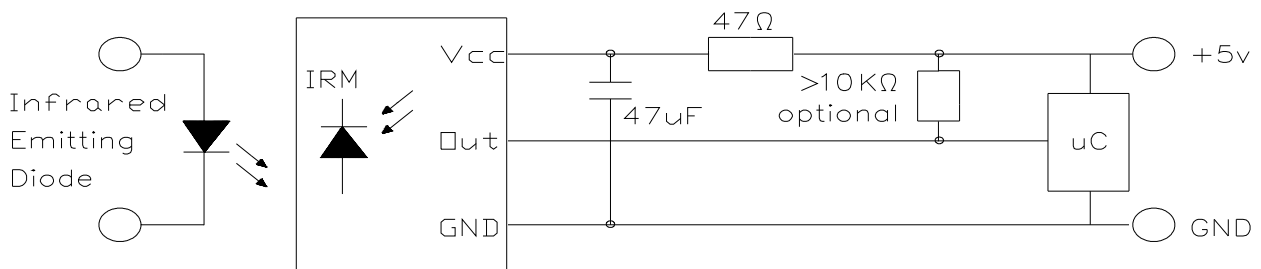 Infrared
Emitting
Diode
IRM
Vcc
Out
GND
47uF
47Ω
>10KΩ
optional
uC
+5v
GND